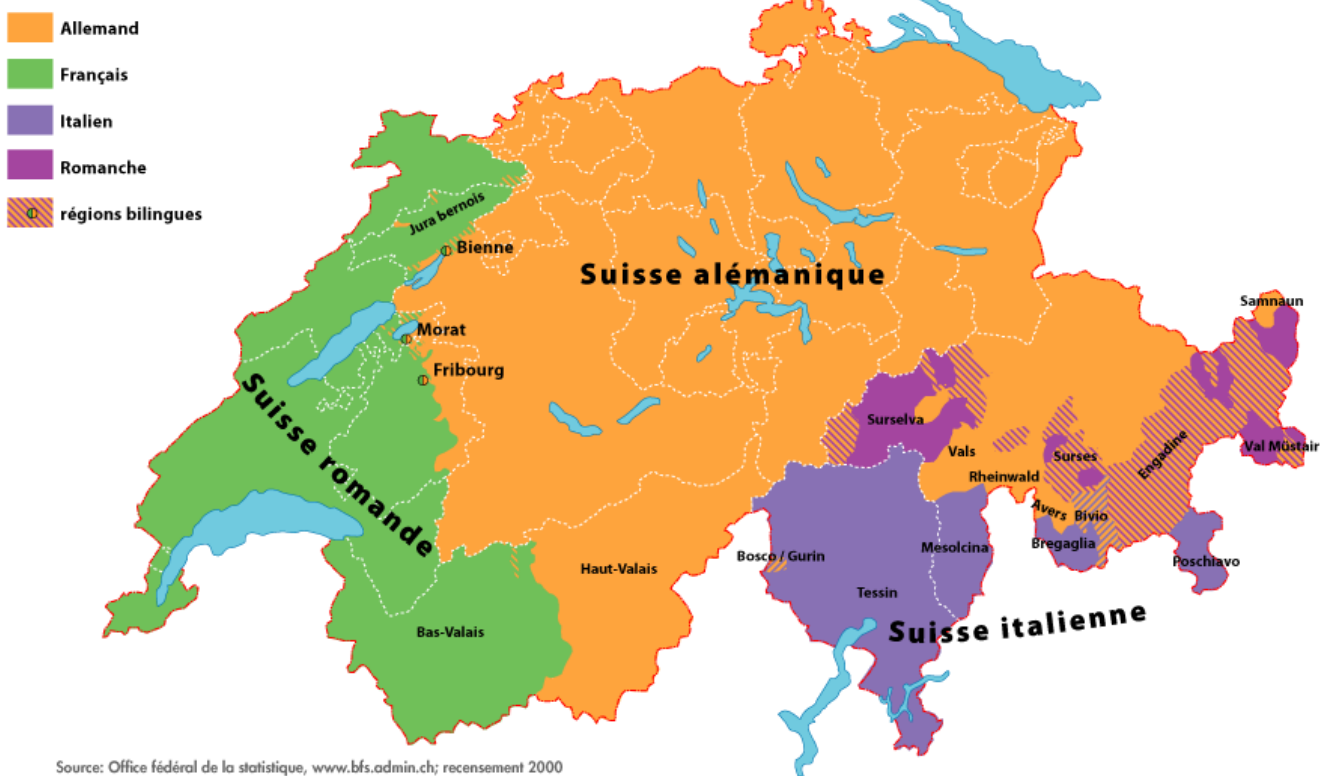 Allemand
Français
Italien
Romanche
régions bilingues
Jura bernois
Bienne
Suisse alémanique
Samnaun
Morat
Fribourg
Suisse romande
Surselva
Vals
Surses
Engadine
Val Müstair
Rheinwald
Avers
Bivio
Bregaglia
Bosco / Gurin
Mesolcina
Poschiavo
Haut-Valais
Tessin
Bas-Valais
Suisse italienne
Source: Office fédéral de la statistique, www.bfs.admin.ch; recensement 2000